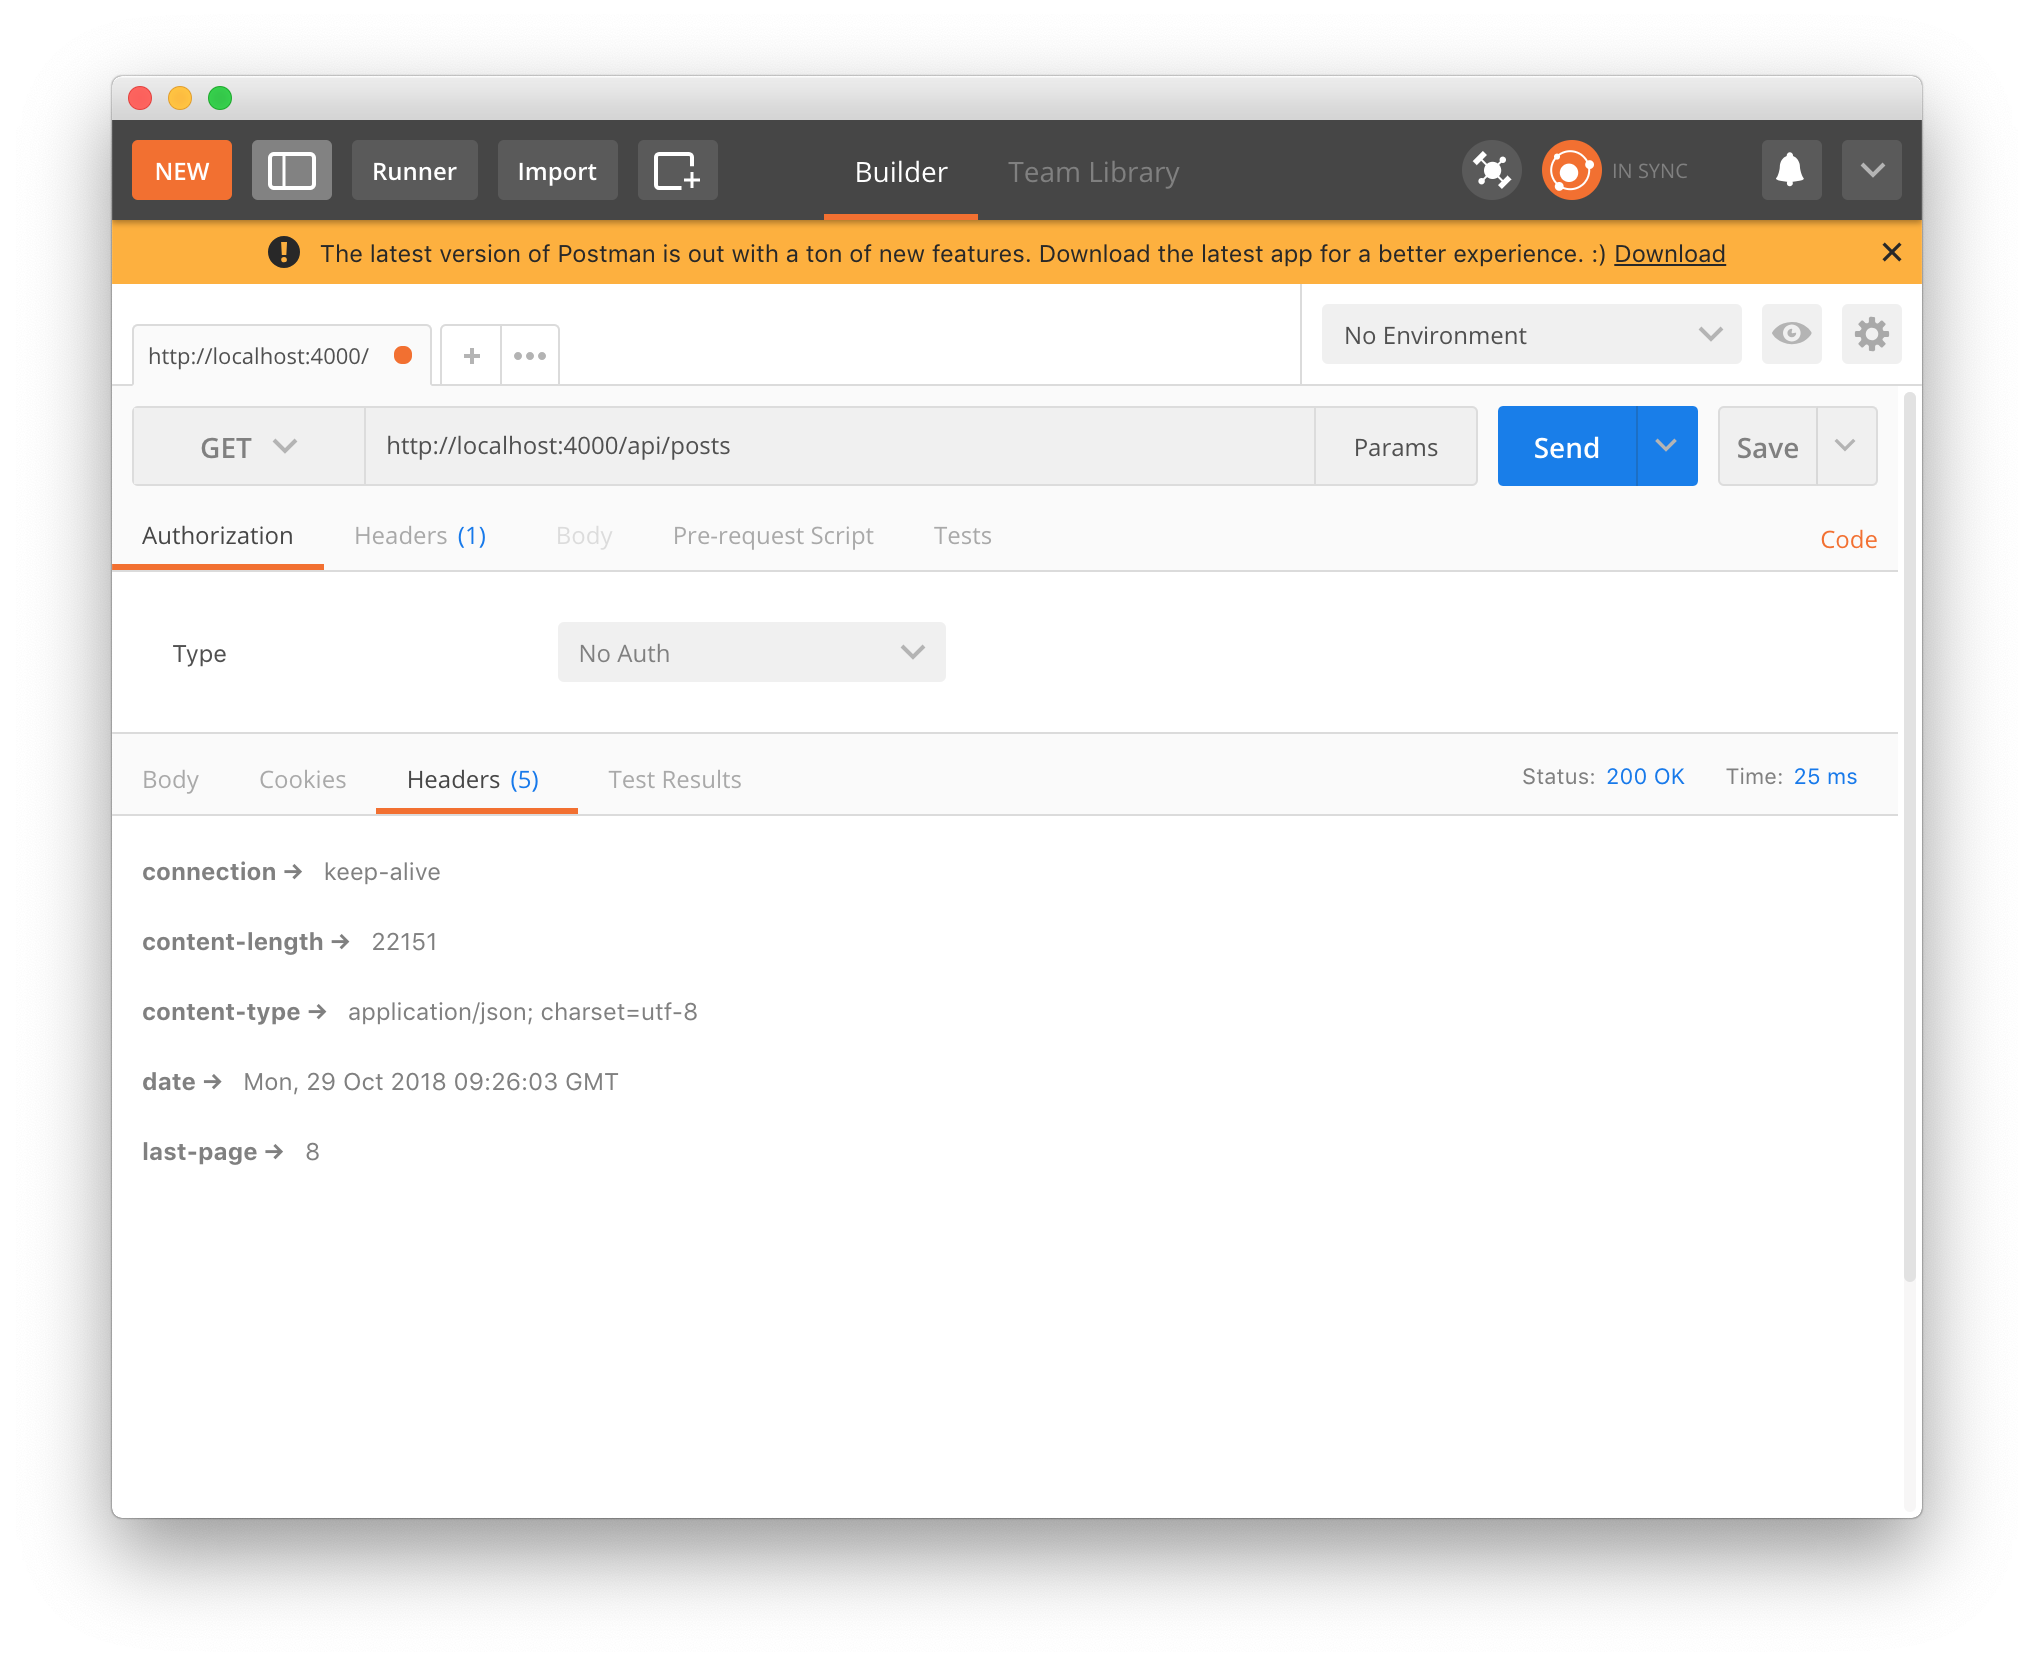 NEW Runner Import Builder Team Library IN SYNC
The latest version of Postman is out with a ton of new features. Download the latest app for a better experience. :) Download
http://localhost:4000/ No Environment
GET http://localhost:4000/api/posts Params Send Save
Authorization Headers (1) Body Pre-request Script Tests Code
Type No Auth
Body Cookies Headers (5) Test Results Status: 200 OK Time: 25 ms
connection → keep-alive
content-length → 22151
content-type → application/json; charset=utf-8
date → Mon, 29 Oct 2018 09:26:03 GMT
last-page → 8